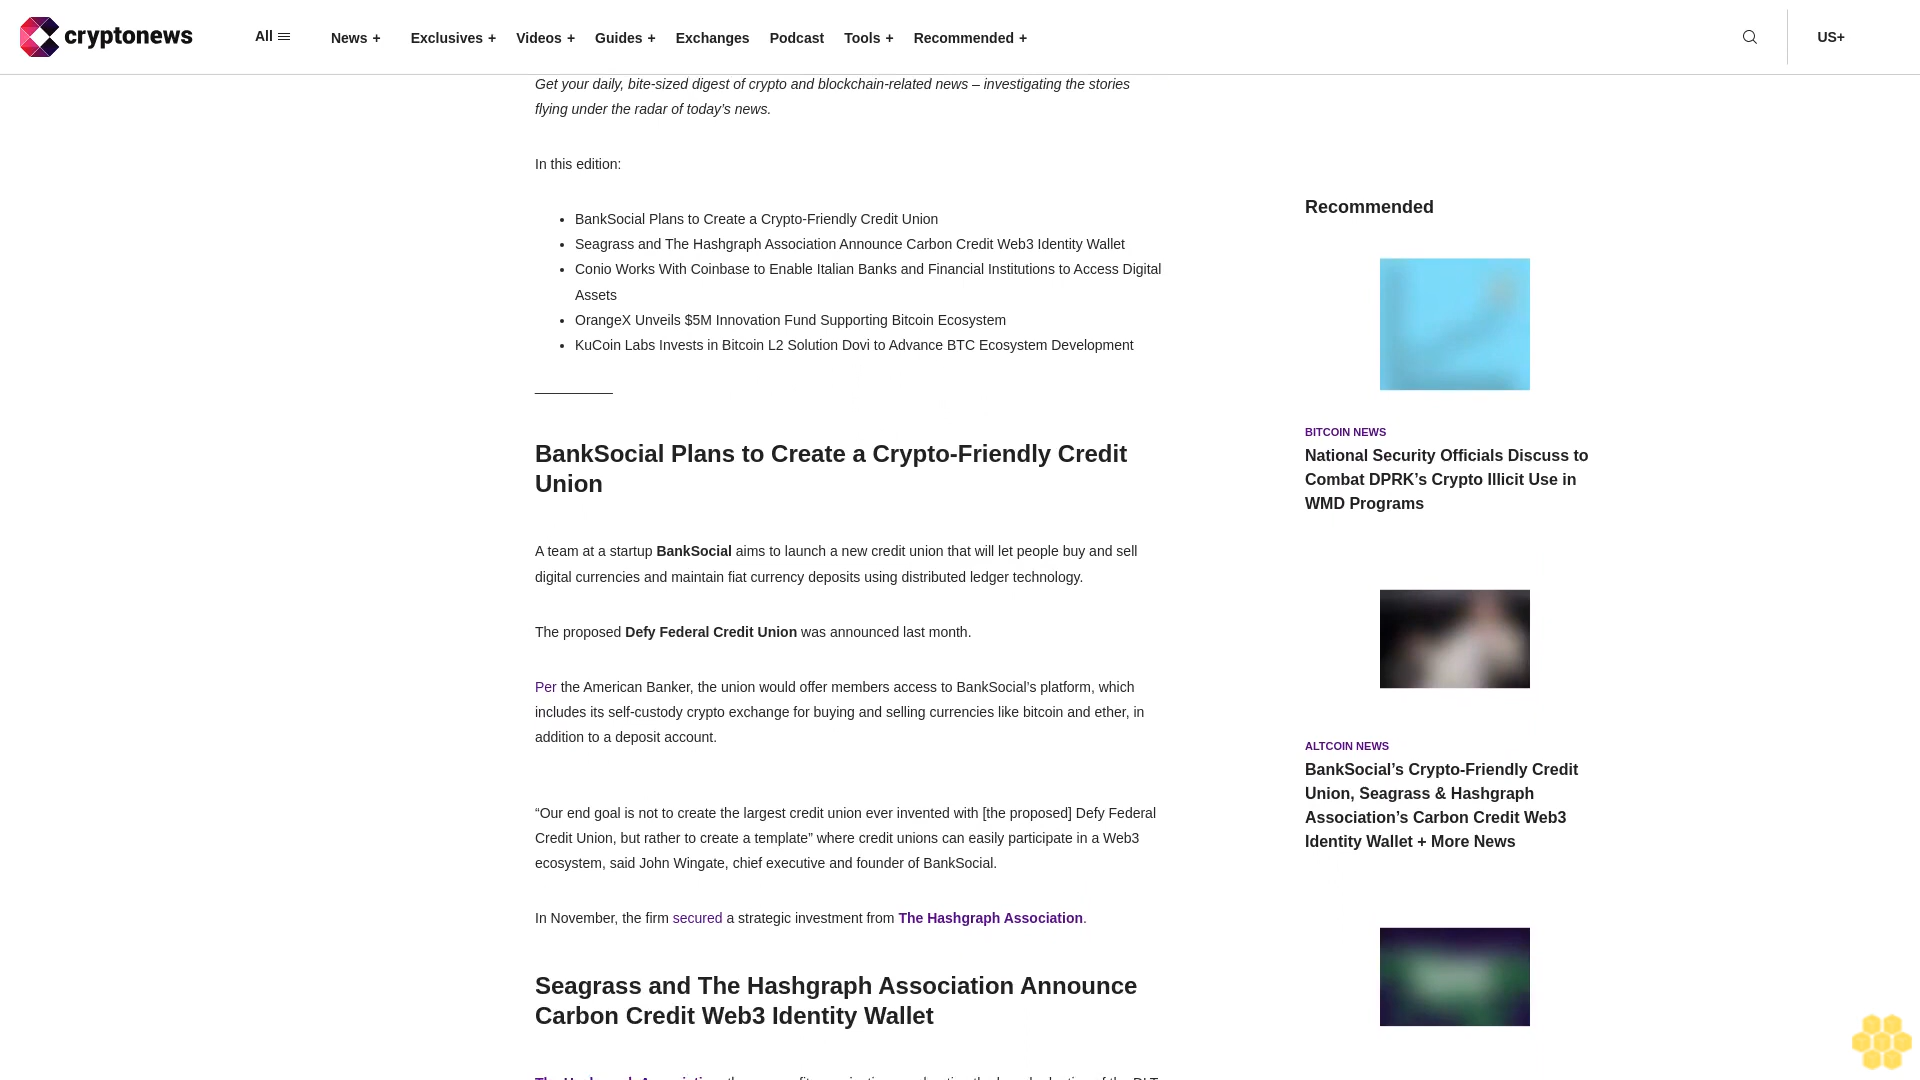 cryptonews
All
News +
Exclusives +
Videos +
Guides +
Exchanges
Podcast
Tools +
Recommended +
US+
Get your daily, bite-sized digest of crypto and blockchain-related news – investigating the stories
flying under the radar of today’s news.
In this edition:
• BankSocial Plans to Create a Crypto-Friendly Credit Union
• Seagrass and The Hashgraph Association Announce Carbon Credit Web3 Identity Wallet
• Conio Works With Coinbase to Enable Italian Banks and Financial Institutions to Access Digital
Assets
• OrangeX Unveils $5M Innovation Fund Supporting Bitcoin Ecosystem
• KuCoin Labs Invests in Bitcoin L2 Solution Dovi to Advance BTC Ecosystem Development
__________
BankSocial Plans to Create a Crypto-Friendly Credit
Union
A team at a startup BankSocial aims to launch a new credit union that will let people buy and sell
digital currencies and maintain fiat currency deposits using distributed ledger technology.
The proposed Defy Federal Credit Union was announced last month.
Per the American Banker, the union would offer members access to BankSocial’s platform, which
includes its self-custody crypto exchange for buying and selling currencies like bitcoin and ether, in
addition to a deposit account.
“Our end goal is not to create the largest credit union ever invented with [the proposed] Defy Federal
Credit Union, but rather to create a template” where credit unions can easily participate in a Web3
ecosystem, said John Wingate, chief executive and founder of BankSocial.
In November, the firm secured a strategic investment from The Hashgraph Association.
Seagrass and The Hashgraph Association Announce
Carbon Credit Web3 Identity Wallet
Recommended
BITCOIN NEWS
National Security Officials Discuss to
Combat DPRK’s Crypto Illicit Use in
WMD Programs
ALTCOIN NEWS
BankSocial’s Crypto-Friendly Credit
Union, Seagrass & Hashgraph
Association’s Carbon Credit Web3
Identity Wallet + More News